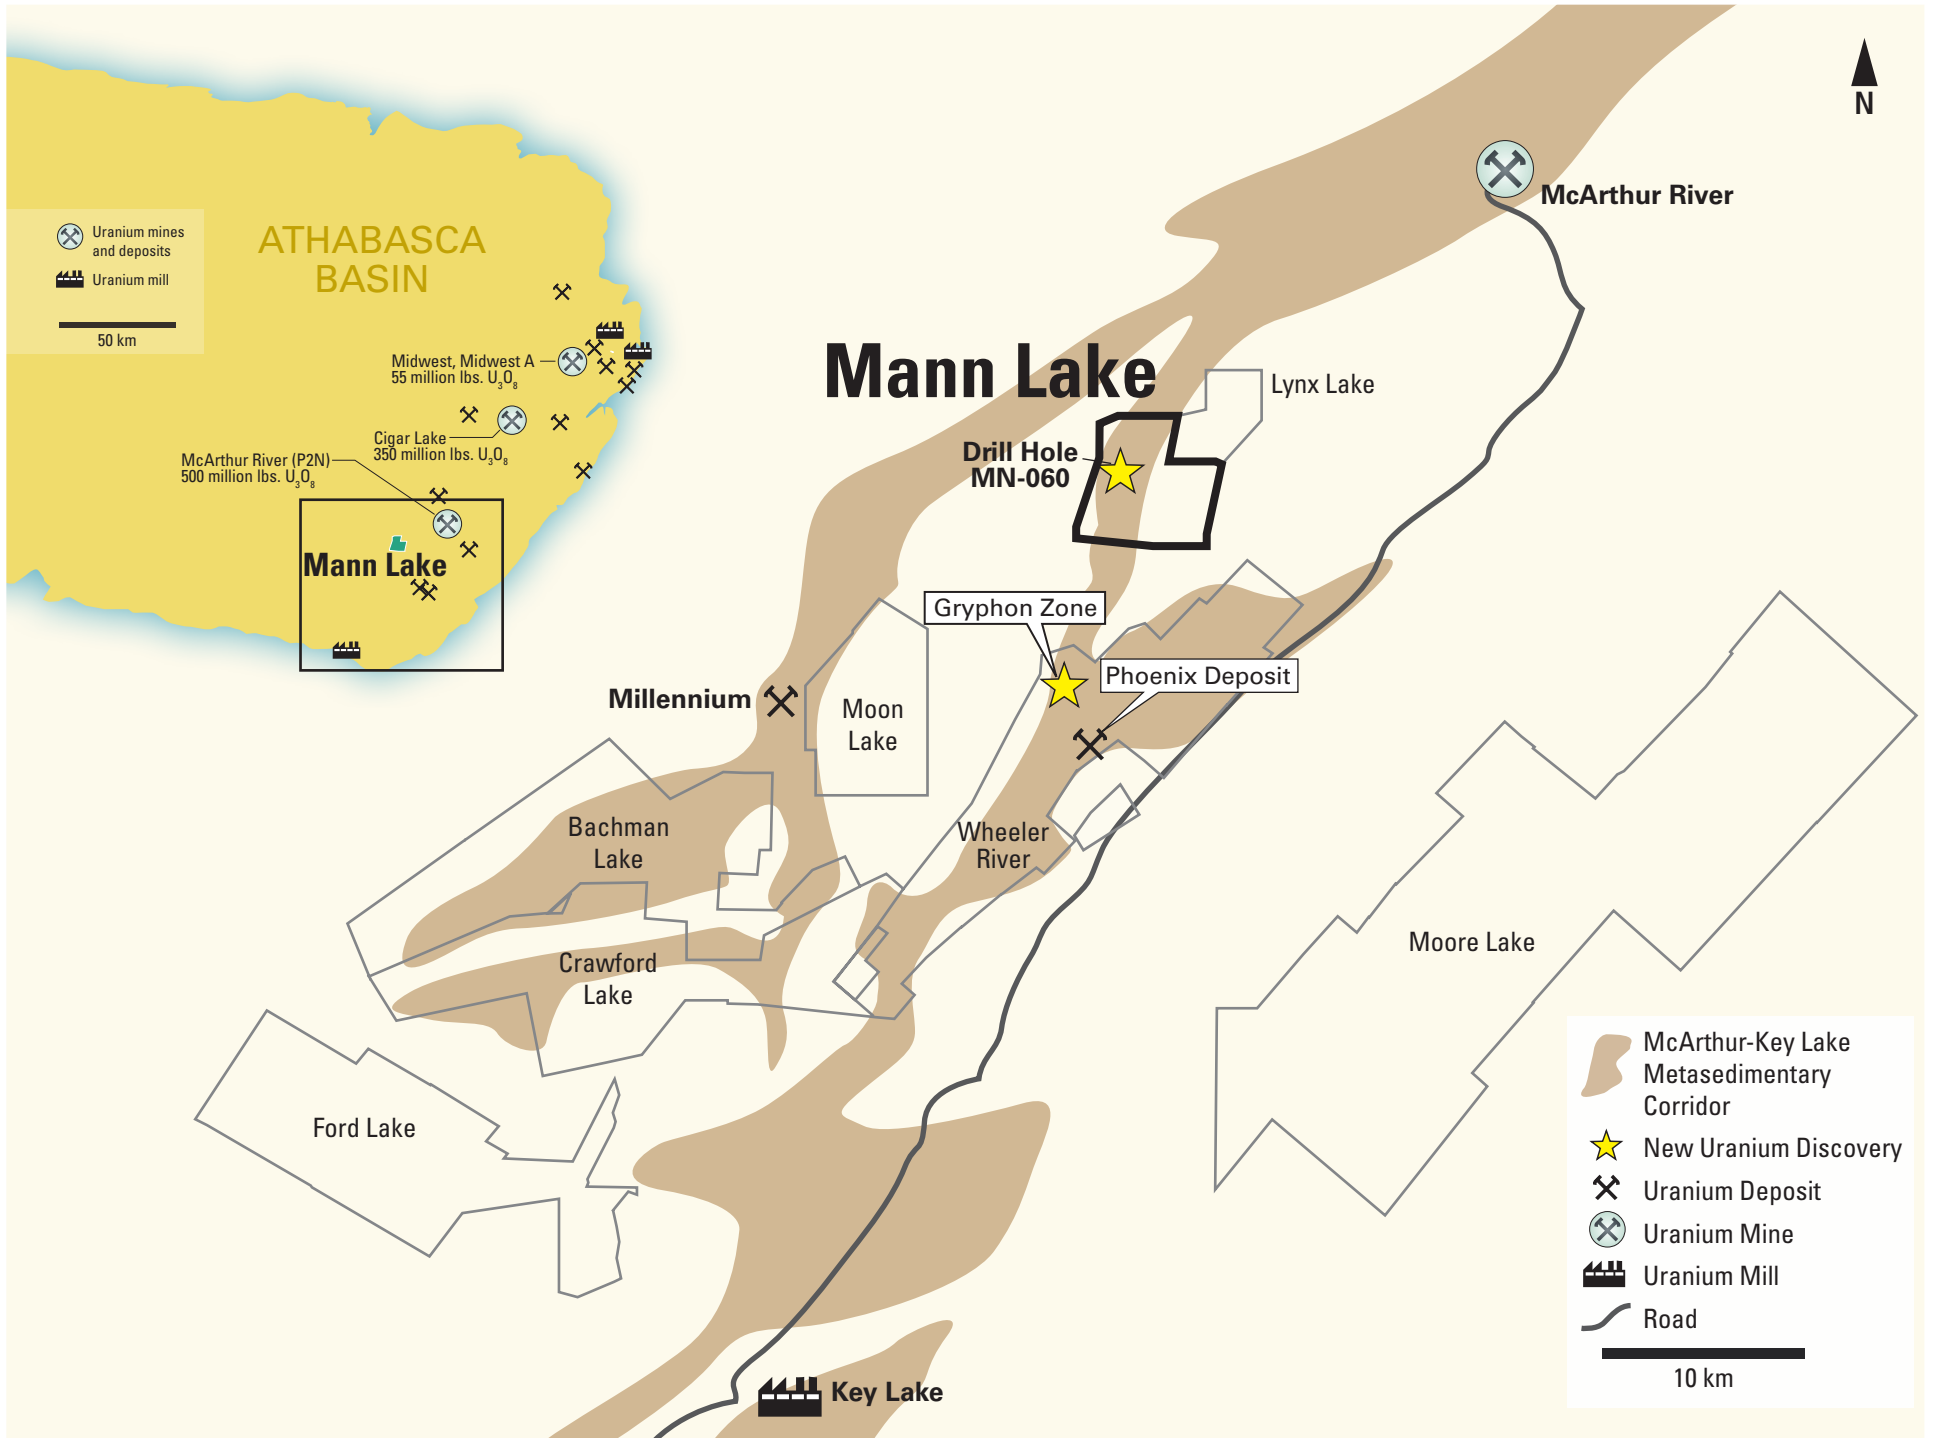 N
McArthur River
ATHABASCA
BASIN
Uranium mines
and deposits
Uranium mill
50 km
Midwest, Midwest A
55 million lbs. U3O8
Cigar Lake
350 million lbs. U3O8
McArthur River (P2N)
500 million lbs. U3O8
Mann Lake
Mann Lake
Lynx Lake
Drill Hole
MN-060
Gryphon Zone
Phoenix Deposit
Millennium
Moon
Lake
Bachman
Lake
Wheeler
River
Crawford
Lake
Moore Lake
Ford Lake
Key Lake
McArthur-Key Lake
Metasedimentary
Corridor
New Uranium Discovery
Uranium Deposit
Uranium Mine
Uranium Mill
Road
10 km